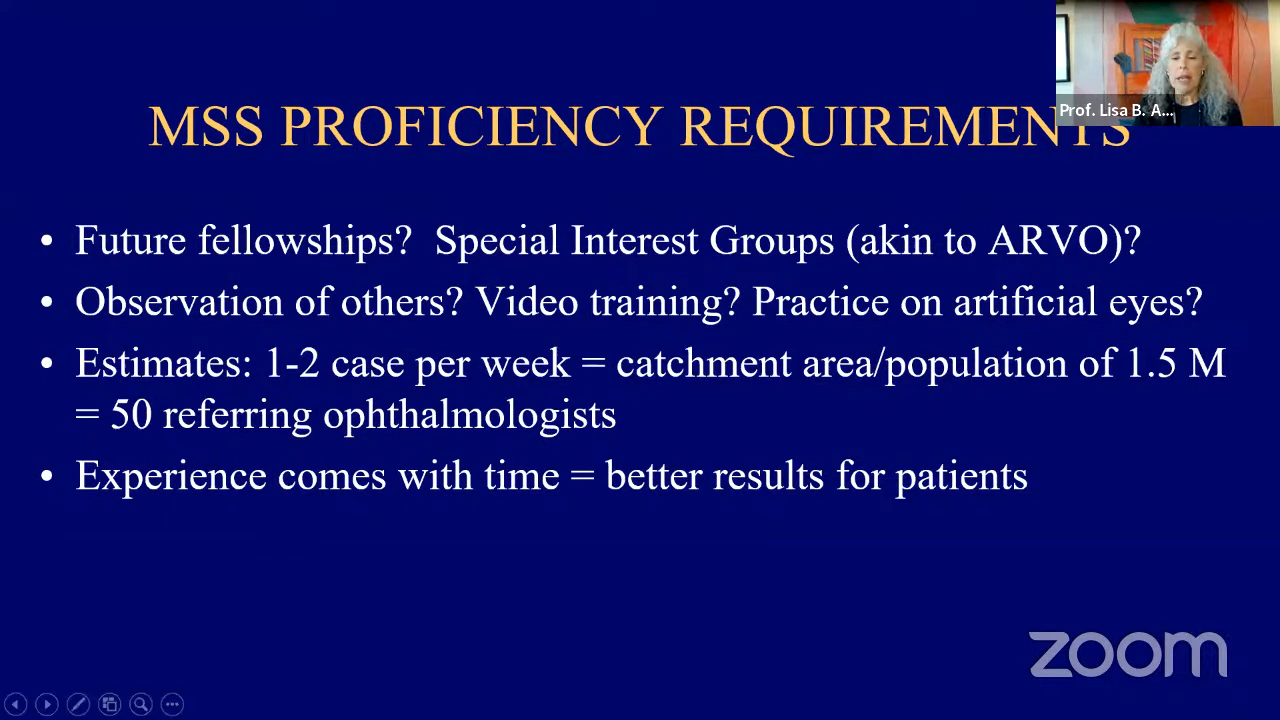 Prof. Lisa B. A...
MSS PROFICIENCY REQUIREMENTS
• Future fellowships?  Special Interest Groups (akin to ARVO)?
• Observation of others? Video training? Practice on artificial eyes?
• Estimates: 1-2 case per week = catchment area/population of 1.5 M
= 50 referring ophthalmologists
• Experience comes with time = better results for patients
zoom